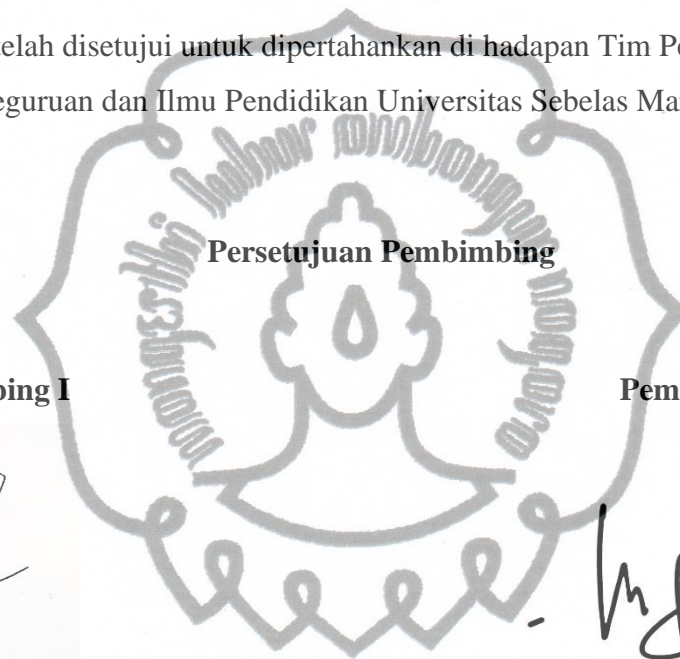 elah disetujui untuk dipertahankan di hadapan Tim Pe
eguruan dan Ilmu Pendidikan Universitas Sebelas Ma
Persetujuan Pembimbing
bing I
Pem